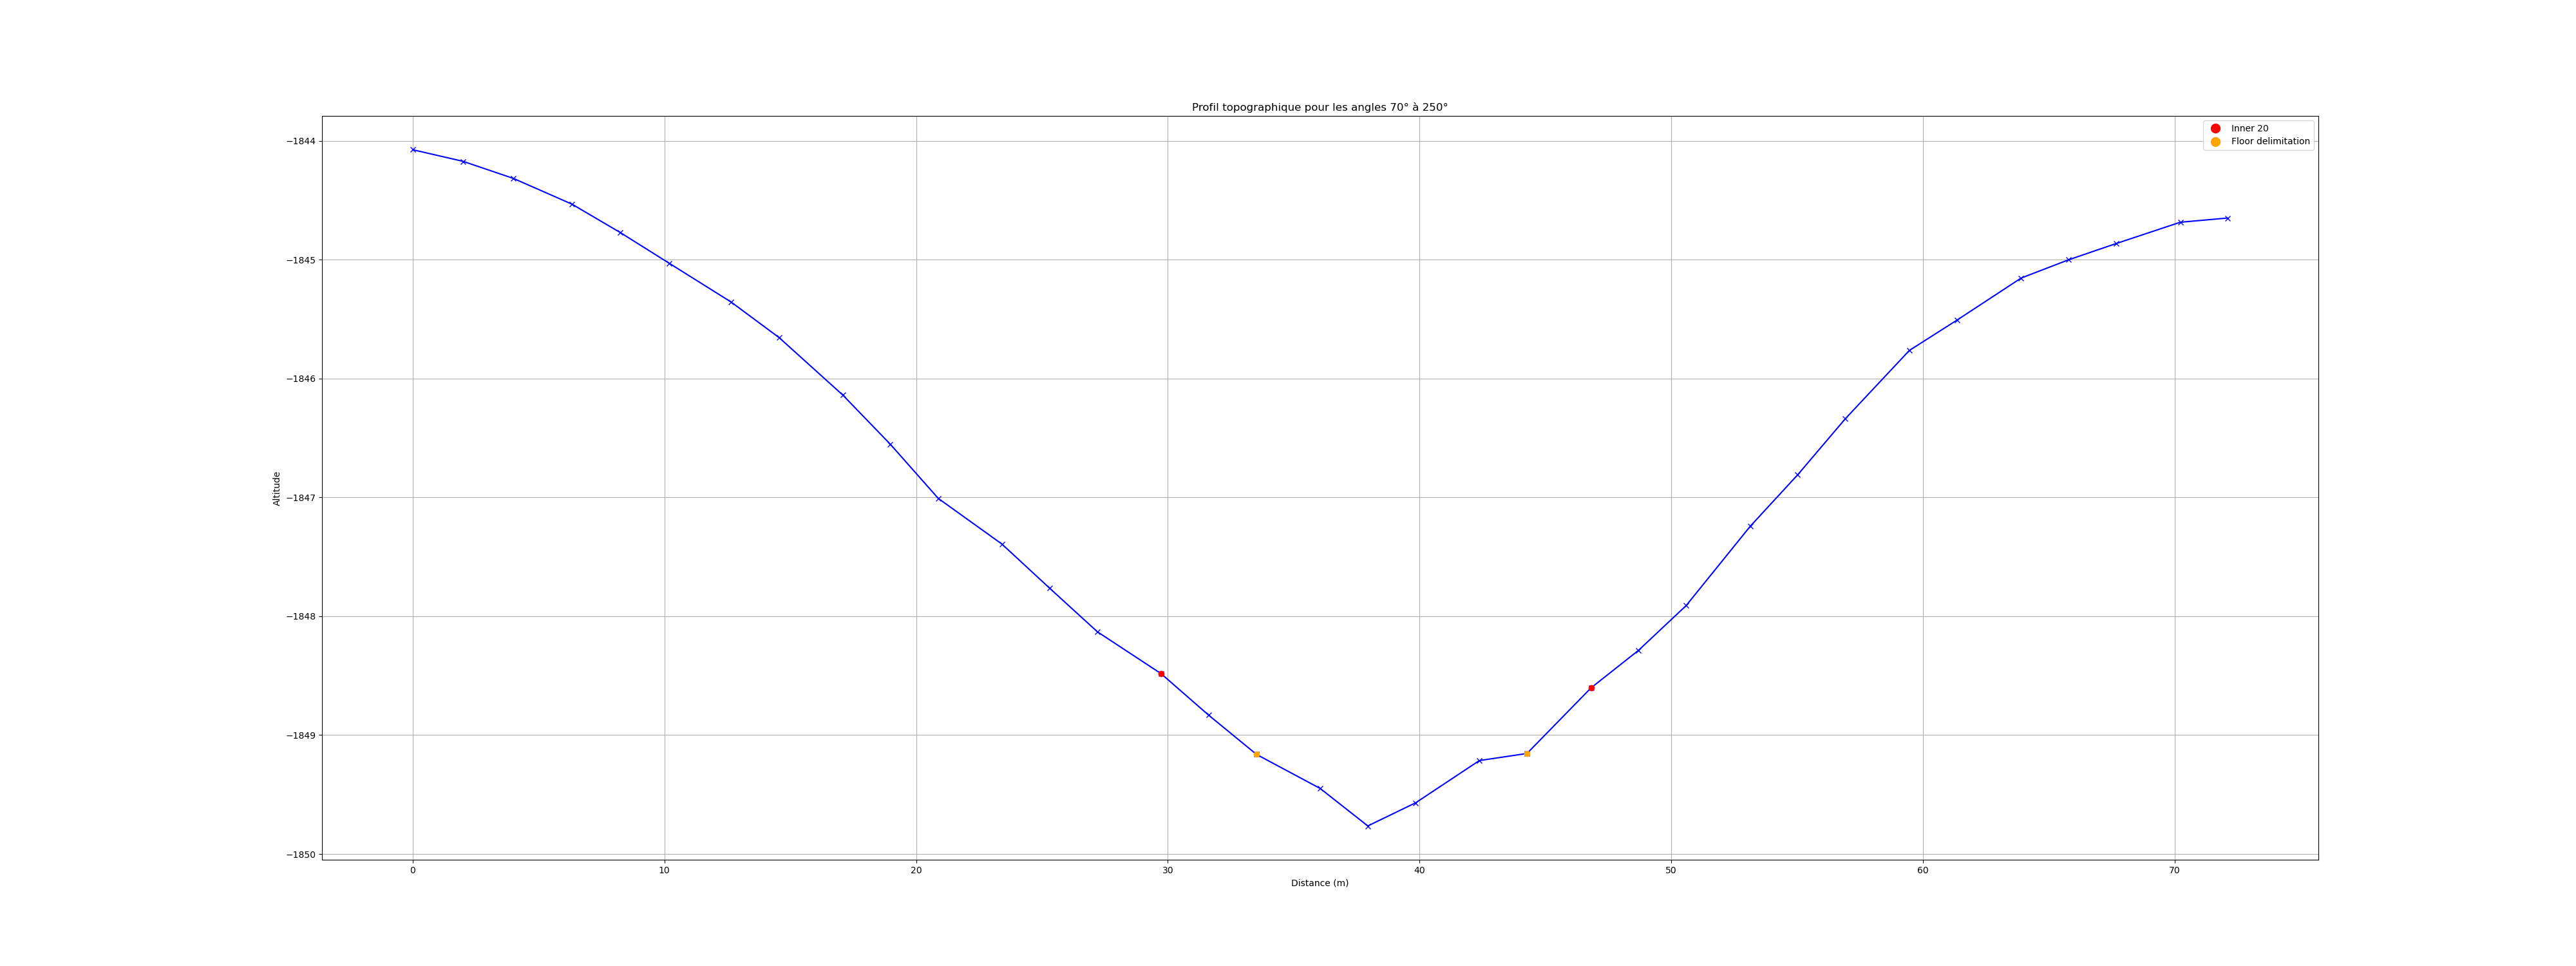 Profil topographique pour les angles 70° à 250°
Inner 20
Floor delimitation
Altitude
−1844
−1845
−1846
−1847
−1848
−1849
−1850
0 10 20 30 40 50 60 70
Distance (m)